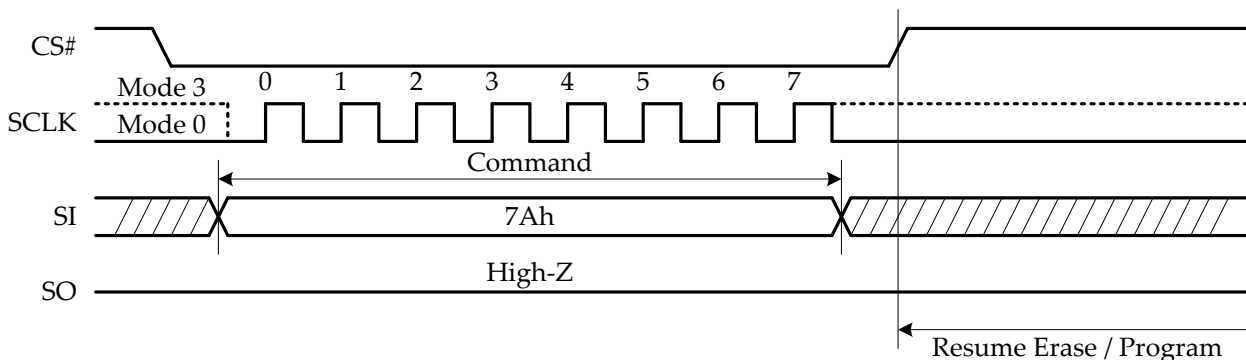 CS#
Mode 3
0 1 2 3 4 5 6 7
SCLK
Mode 0
Command
SI
7Ah
High-Z
SO
Resume Erase / Program